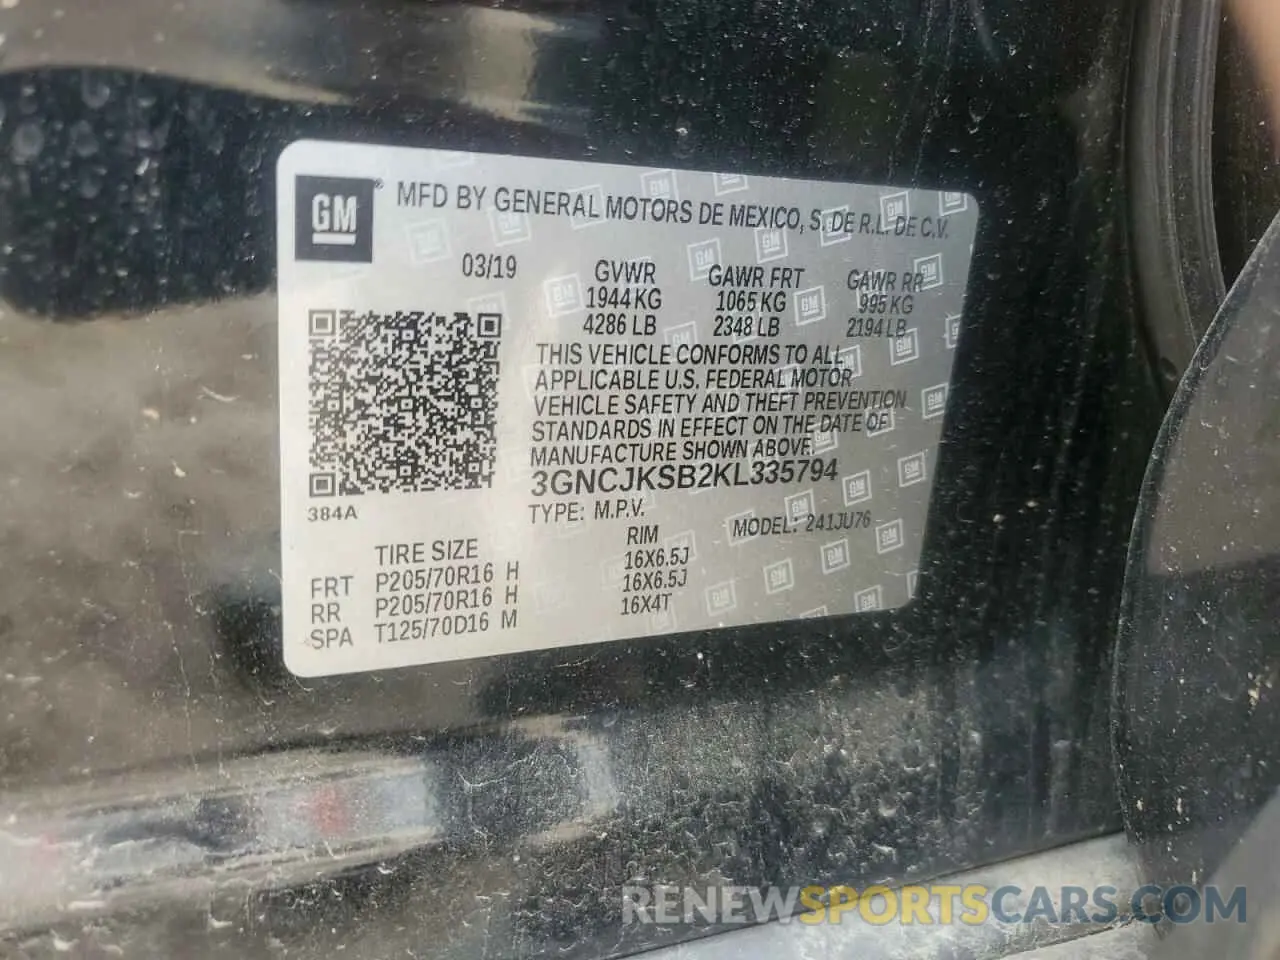 GM® MFD BY GENERAL MOTORS DE MEXICO, S. DE R.L. DE C.V.
03/19
GVWR GAWR FRT GAWR RR
1944 KG 1065 KG 995 KG
4286 LB 2348 LB 2194 LB
THIS VEHICLE CONFORMS TO ALL
APPLICABLE U.S. FEDERAL MOTOR
VEHICLE SAFETY AND THEFT PREVENTION
STANDARDS IN EFFECT ON THE DATE OF
MANUFACTURE SHOWN ABOVE.
3GNCJKSB2KL335794
384A
TYPE: M.P.V. MODEL: 241JU76
TIRE SIZE RIM
FRT P205/70R16 H 16X6.5J
RR P205/70R16 H 16X6.5J
SPA T125/70D16 M 16X4T
RENEWSPORTSCARS.COM